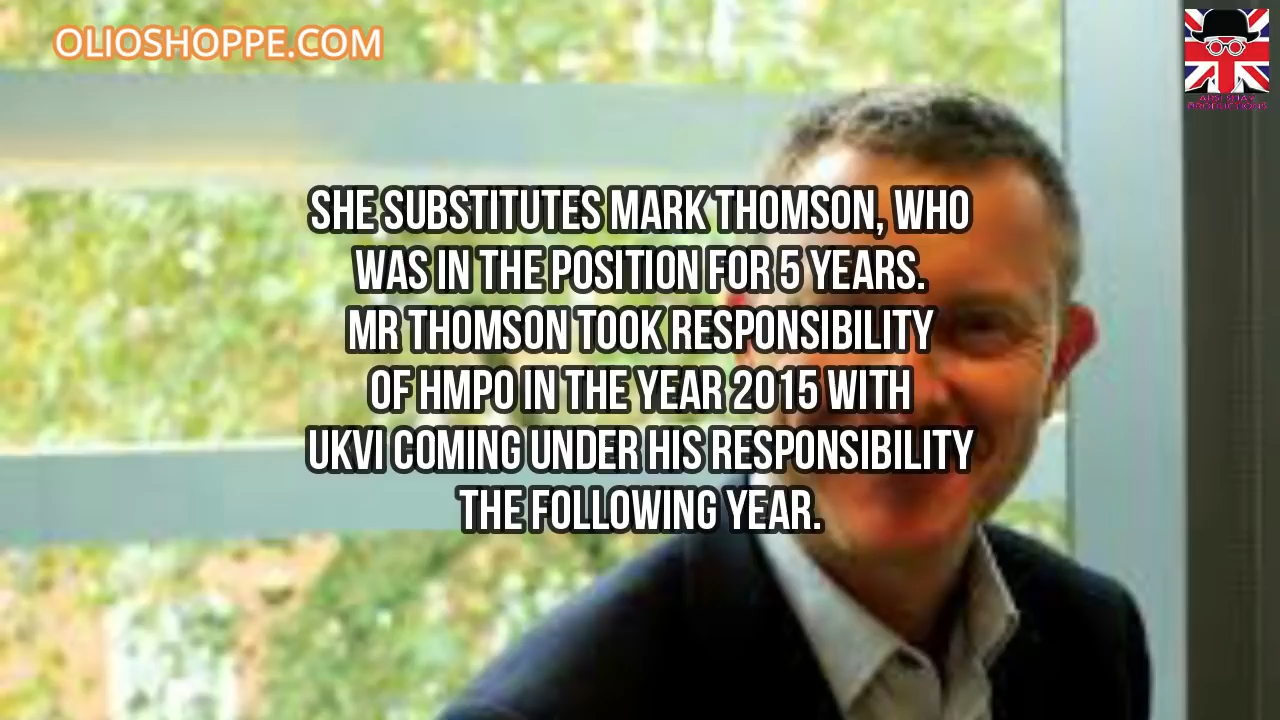 OLIOSHOPPE.COM
SHE SUBSTITUTES MARK THOMSON, WHO
WAS IN THE POSITION FOR 5 YEARS.
MR THOMSON TOOK RESPONSIBILITY
OF HMPO IN THE YEAR 2015 WITH
UKVI COMING UNDER HIS RESPONSIBILITY
THE FOLLOWING YEAR.
PRODUCTIONS